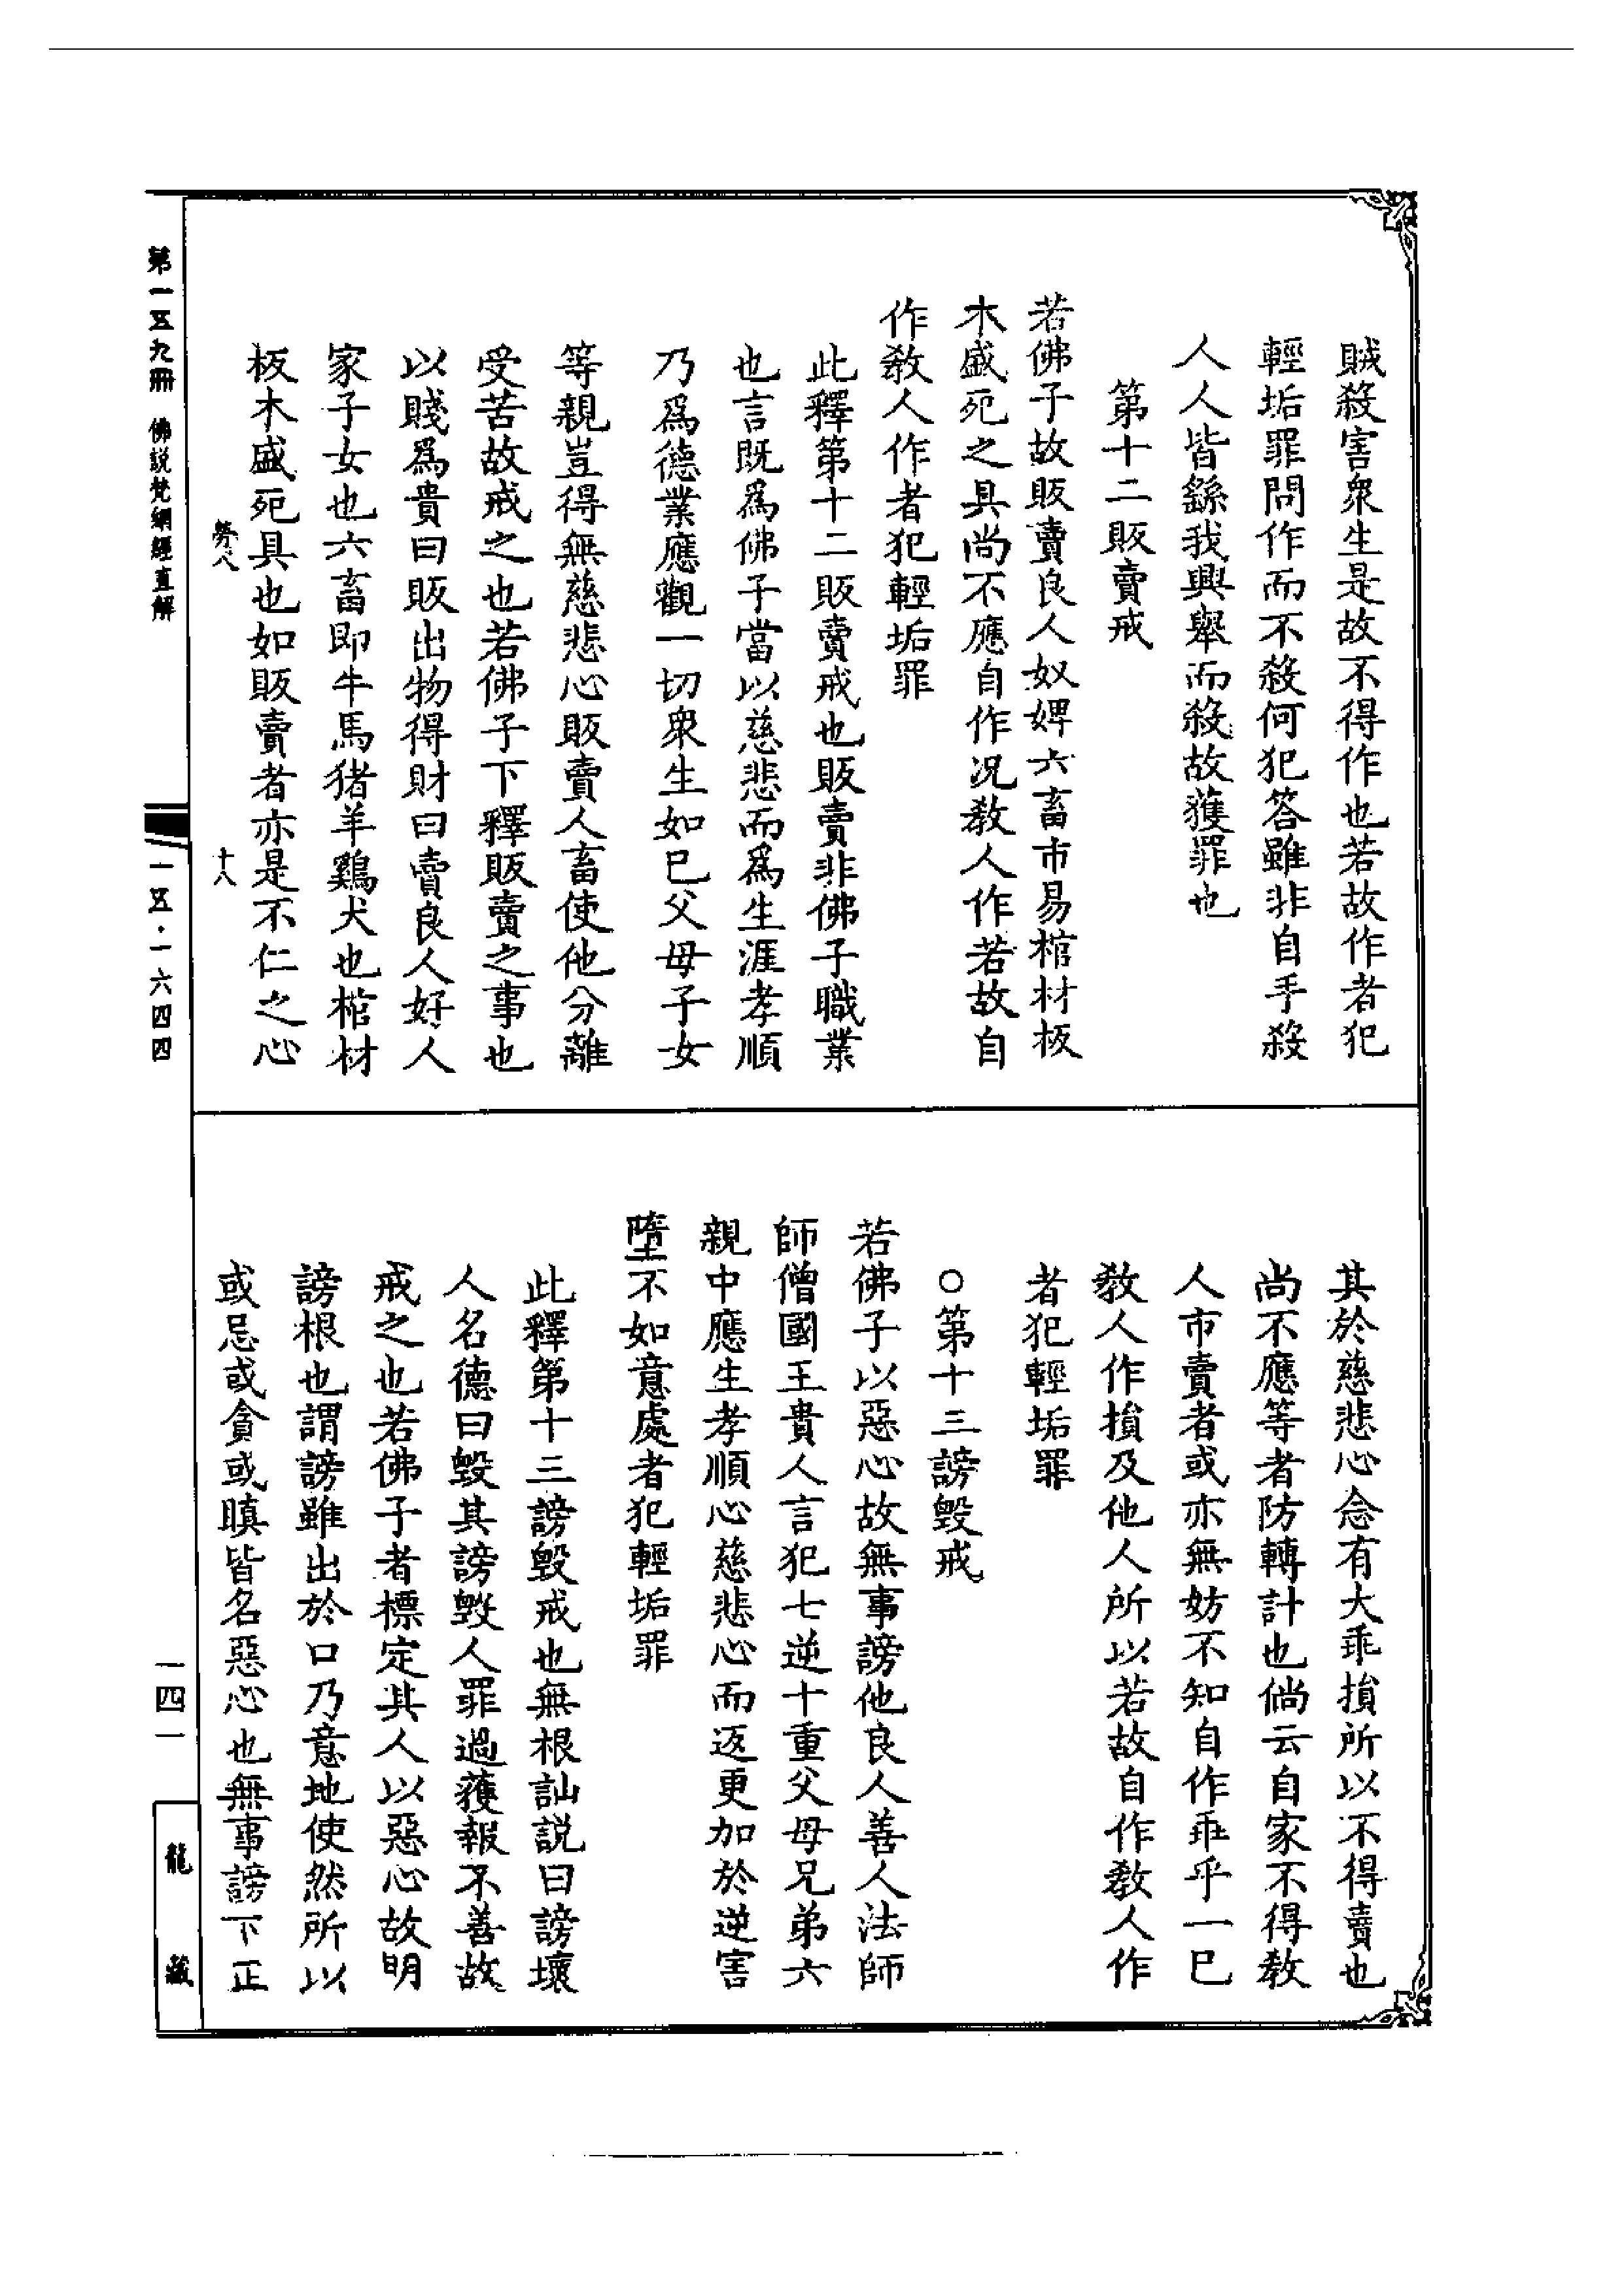 賊殺害衆生是故不得作也若故作者犯
輕垢罪問作而不殺何犯答雖非自手殺
人人皆繇我興舉而殺故獲罪也
第十二販賣戒
若佛子故販賣良人奴婢六畜市易棺材板
木盛死之具尚不應自作况教人作若故自
作教人作者犯輕垢罪
此釋第十二販賣戒也販賣非佛子職業
也言既爲佛子當以慈悲而爲生涯孝順
乃爲德業應觀一切衆生如已父母子女
等親豈得無慈悲心販賣人畜使他分離
受苦故戒之也若佛子下釋販賣之事也
以賤爲貴曰販出物得財曰賣良人好人
家子女也六畜即牛馬猪羊鷄犬也棺材
板木盛死具也如販賣者亦是不仁之心
勞八
十八
其於慈悲心念有大乖損所以不得賣也
尚不應等者防轉計也倘云自家不得教
人市賣者或亦無妨不知自作乖乎一已
教人作損及他人所以若故自作教人作
者犯輕垢罪
○第十三謗毀戒
若佛子以惡心故無事謗他良人善人法師
師僧國王貴人言犯七逆十重父母兄弟六
親中應生孝順心慈悲心而返更加於逆害
墮不如意處者犯輕垢罪
此釋第十三謗毀戒也無根訕説曰謗壞
人名德曰毀其謗毀人罪過獲報不善故
戒之也若佛子者標定其人以惡心故明
謗根也謂謗雖出於口乃意地使然所以
或忌或貪或瞋皆名惡心也無事謗下正
第一五九冊 佛説梵網經直解
一五·一六四四
一四一
龍藏